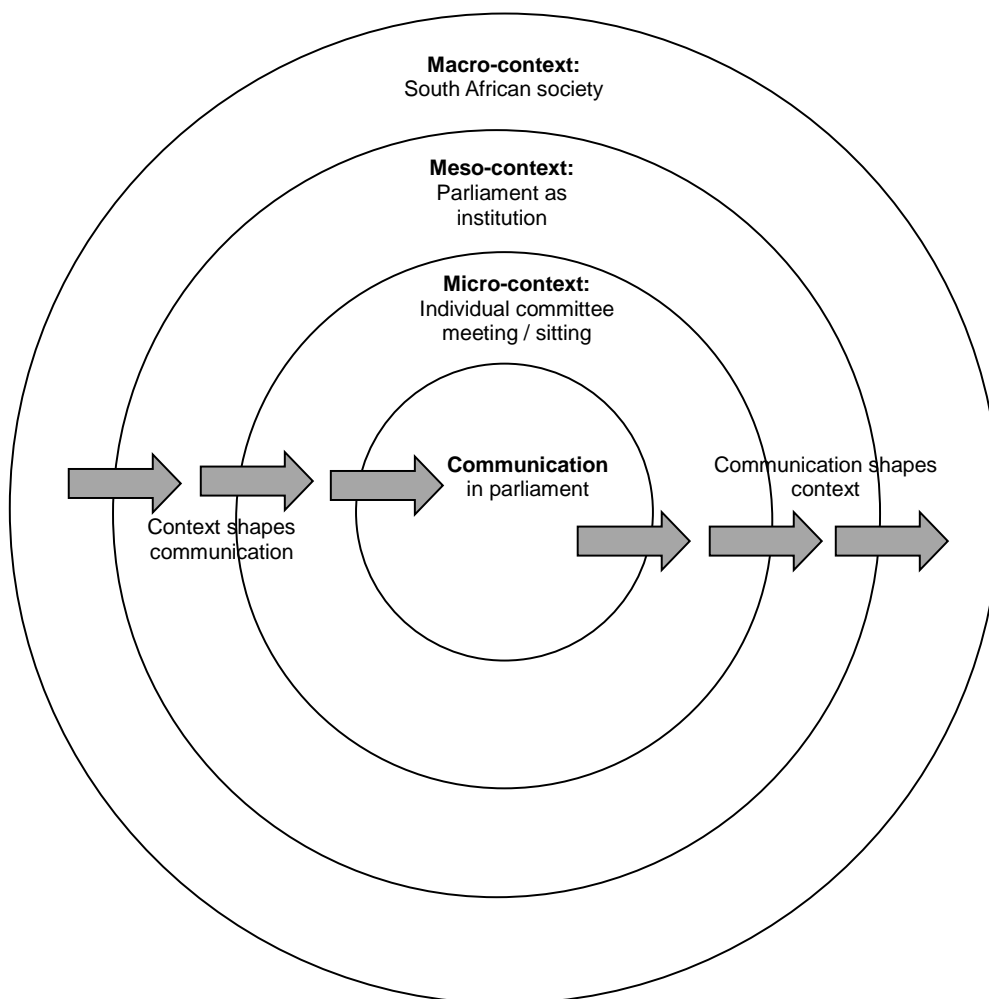 Macro-context:
South African society
Meso-context:
Parliament as
institution
Micro-context:
Individual committee
meeting / sitting
Communication
in parliament
Communication shapes
context
Context shapes
communication